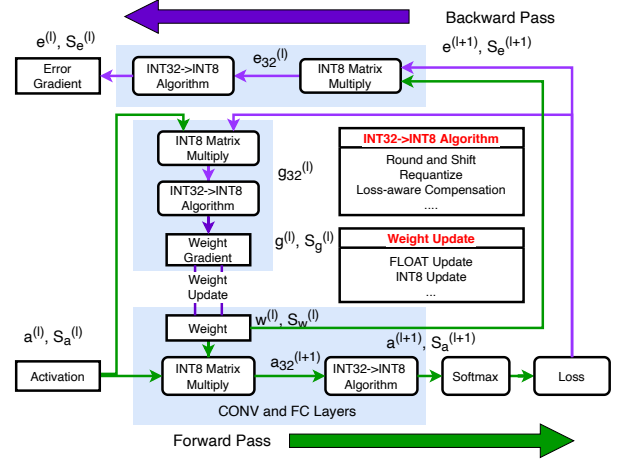 Backward Pass
e(l), Se(l)
e(l+1), Se(l+1)
Error
Gradient
INT32->INT8
Algorithm
e32(l)
INT8 Matrix
Multiply
INT8 Matrix
Multiply
g32(l)
INT32->INT8
Algorithm
g(l), Sg(l)
Weight
Gradient
Weight
Update
INT32->INT8 Algorithm
Round and Shift
Requantize
Loss-aware Compensation
....
Weight Update
FLOAT Update
INT8 Update
...
Weight
w(l), Sw(l)
a(l), Sa(l)
Activation
INT8 Matrix
Multiply
a32(l+1)
INT32->INT8
Algorithm
a(l+1), Sa(l+1)
Softmax
Loss
CONV and FC Layers
Forward Pass